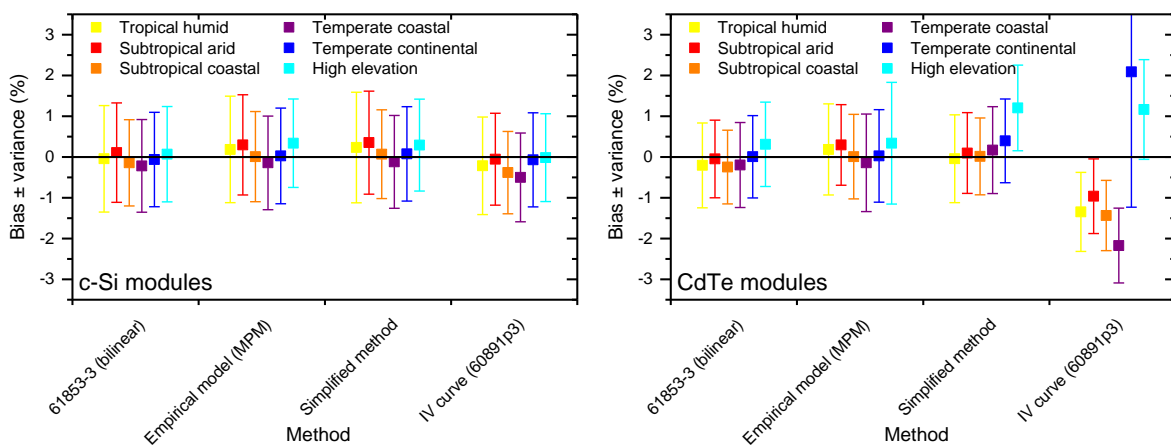 3
2
1
0
-1
-2
-3
Bias ± variance (%)
Tropical humid
Subtropical arid
Subtropical coastal
Temperate coastal
Temperate continental
High elevation
c-Si modules
61853-3 (bilinear)
Empirical model (MPM)
Simplified method
IV curve (60891p3)
Method
3
2
1
0
-1
-2
-3
Bias ± variance (%)
Tropical humid
Subtropical arid
Subtropical coastal
Temperate coastal
Temperate continental
High elevation
CdTe modules
61853-3 (bilinear)
Empirical model (MPM)
Simplified method
IV curve (60891p3)
Method